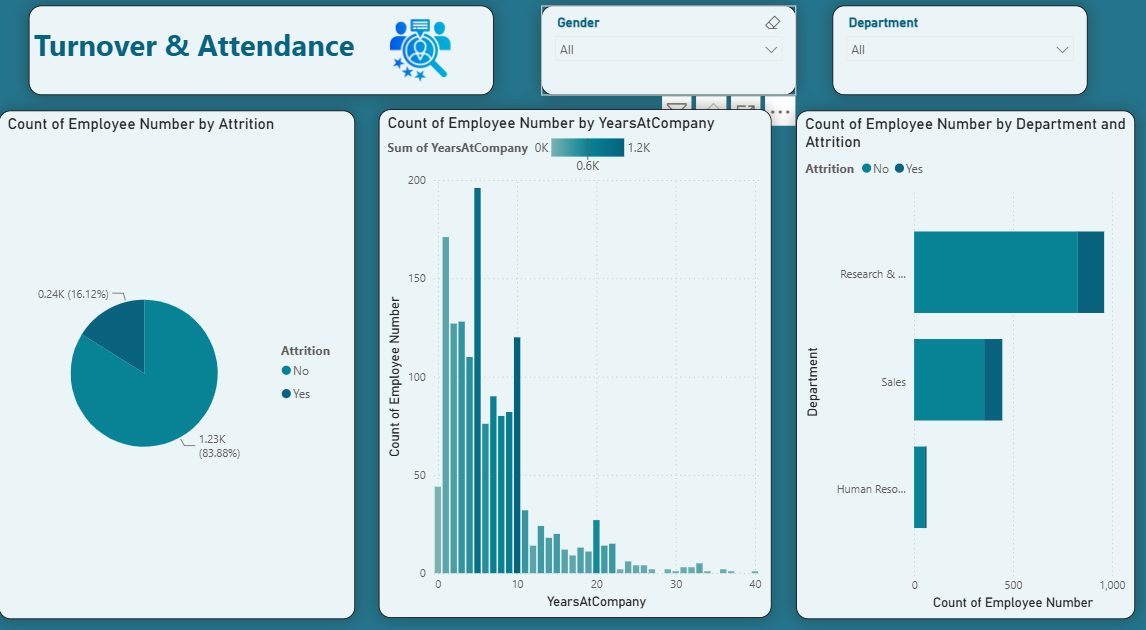 Turnover & Attendance
Gender
All
Department
All
Count of Employee Number by Attrition
0.24K (16.12%)
1.23K
(83.88%)
Attrition
No
Yes
Count of Employee Number by YearsAtCompany
Sum of YearsAtCompany 0K 1.2K
0.6K
Count of Employee Number
200
150
100
50
0
0 10 20 30 40
YearsAtCompany
Count of Employee Number by Department and
Attrition
Attrition No Yes
Department
Research & ...
Sales
Human Reso...
0 500 1,000
Count of Employee Number